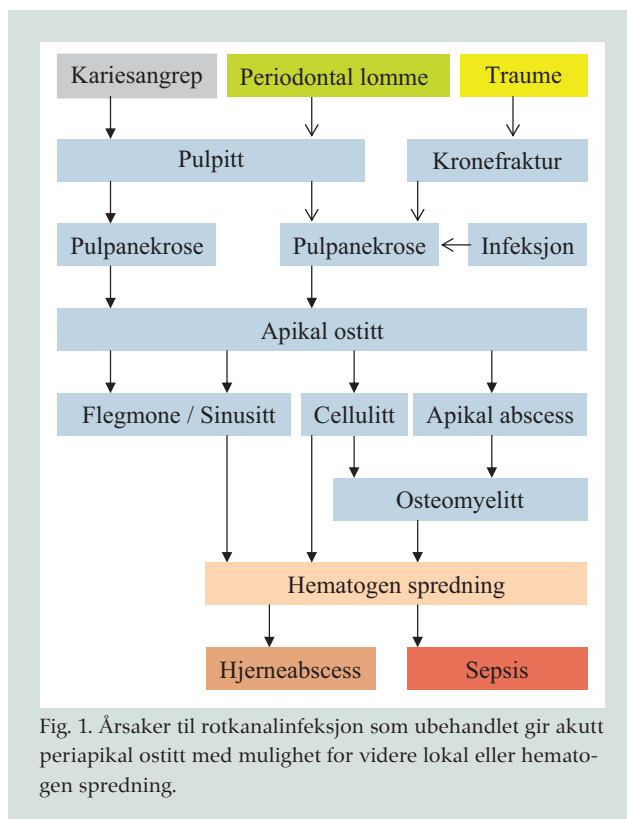 Kariesangrep Periodontal lomme Traume
Pulpitt Kronefraktur
Pulpanekrose Pulpanekrose Infeksjon
Apikal ostitt
Flegmone / Sinusitt Cellulitt Apikal abscess
Osteomyelitt
Hematogen spredning
Hjerneabscess Sepsis
Fig. 1. Årsaker til rotkanalinfeksjon som ubehandlet gir akutt
periapikal ostitt med mulighet for videre lokal eller hemato-
gen spredning.